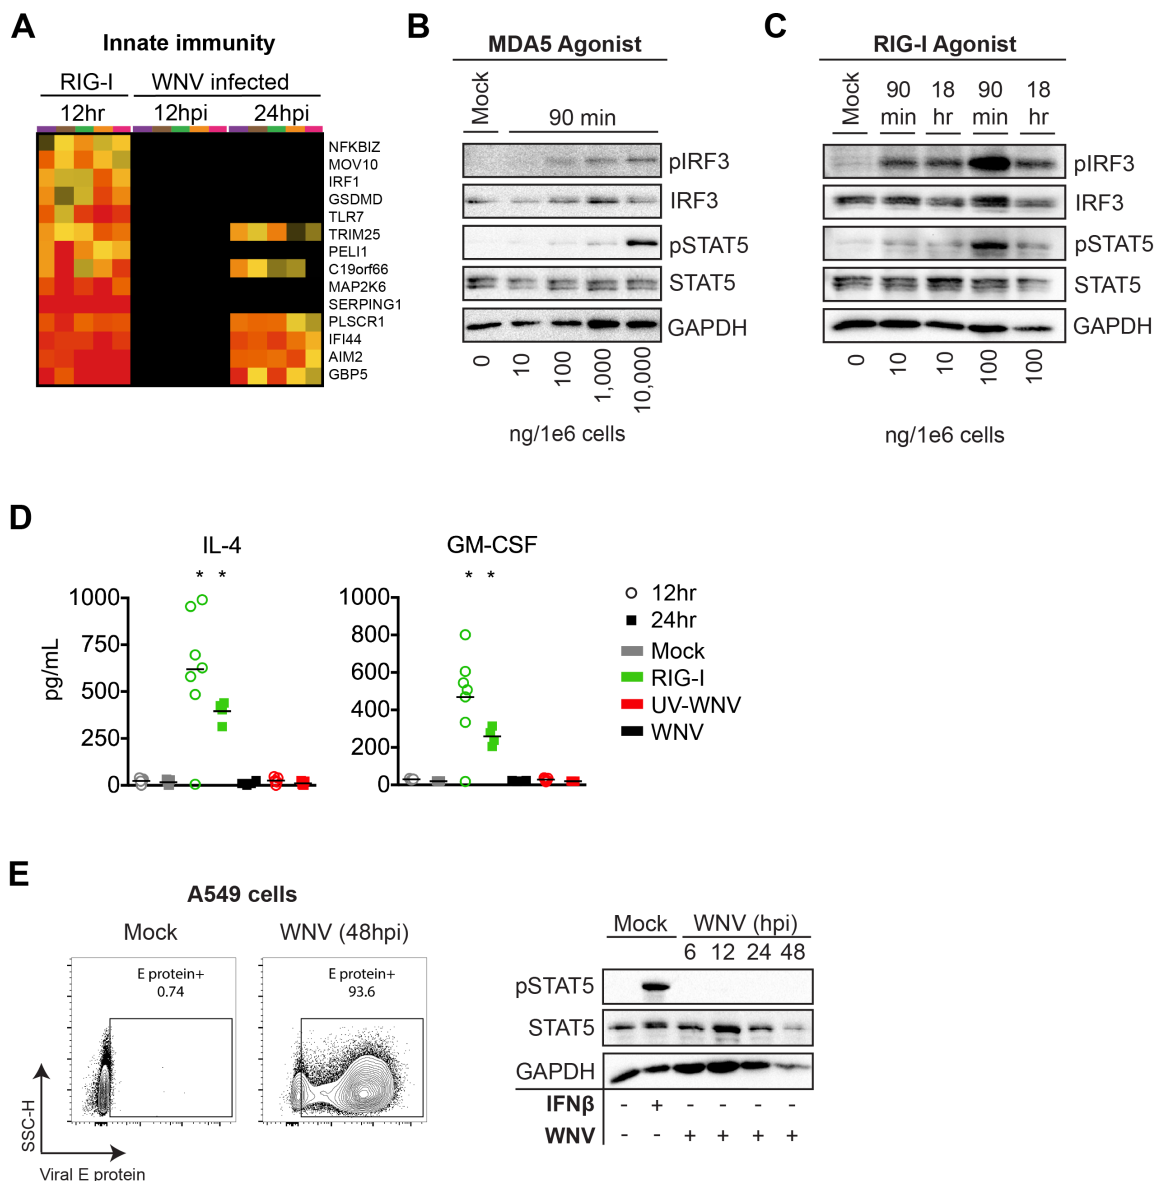 A
Innate immunity
RIG-I WNV infected
12hr 12hpi 24hpi
NFKBIZ
MOV10
IRF1
GSDMD
TLR7
TRIM25
PELI1
C19orf66
MAP2K6
SERPING1
PLSCR1
IFI44
AIM2
GBP5
B
MDA5 Agonist
Mock
90 min
pIRF3
IRF3
pSTAT5
STAT5
GAPDH
0 10 100 1,000 10,000
ng/1e6 cells
C
RIG-I Agonist
Mock 90 min 18 hr 90 min 18 hr
pIRF3
IRF3
pSTAT5
STAT5
GAPDH
0 10 10 100 100
ng/1e6 cells
D
IL-4
* *
pg/mL
1000
750
500
250
0
GM-CSF
* *
1000
800
600
400
200
0
12hr
24hr
Mock
RIG-I
UV-WNV
WNV
E
A549 cells
Mock
E protein+
0.74
WNV (48hpi)
E protein+
93.6
SSC-H
Viral E protein
Mock WNV (hpi)
6 12 24 48
pSTAT5
STAT5
GAPDH
IFNβ - + - - - -
WNV - - + + + +